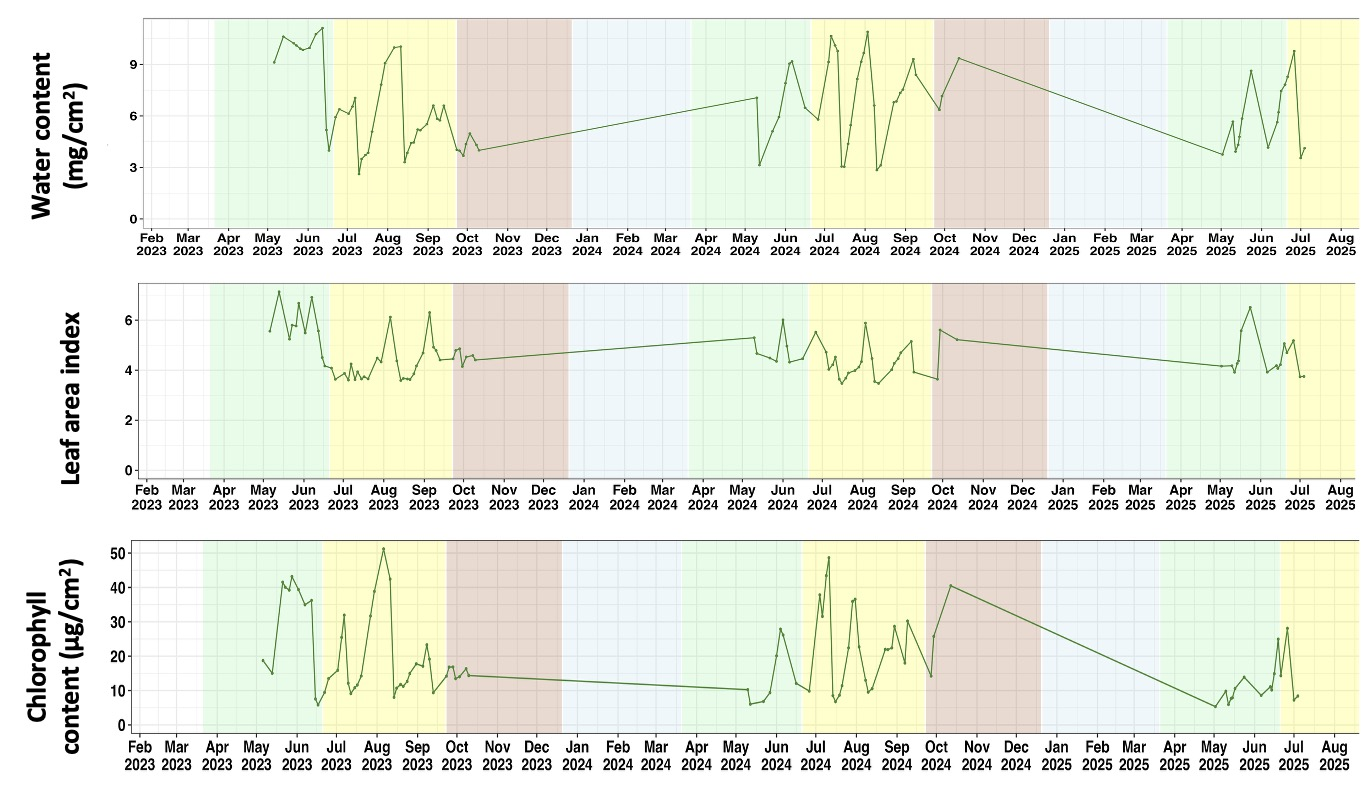 Water content
(mg/cm²)
9
6
3
0
Feb Mar Apr May Jun Jul Aug Sep Oct Nov Dec Jan Feb Mar Apr May Jun Jul Aug Sep Oct Nov Dec Jan Feb Mar Apr May Jun Jul Aug
2023 2023 2023 2023 2023 2023 2023 2023 2023 2023 2023 2024 2024 2024 2024 2024 2024 2024 2024 2024 2024 2024 2024 2025 2025 2025 2025 2025 2025 2025 2025
Leaf area index
6
4
2
0
Feb Mar Apr May Jun Jul Aug Sep Oct Nov Dec Jan Feb Mar Apr May Jun Jul Aug Sep Oct Nov Dec Jan Feb Mar Apr May Jun Jul Aug
2023 2023 2023 2023 2023 2023 2023 2023 2023 2023 2023 2024 2024 2024 2024 2024 2024 2024 2024 2024 2024 2024 2024 2025 2025 2025 2025 2025 2025 2025 2025
Chlorophyll
content (µg/cm²)
50
40
30
20
10
0
Feb Mar Apr May Jun Jul Aug Sep Oct Nov Dec Jan Feb Mar Apr May Jun Jul Aug Sep Oct Nov Dec Jan Feb Mar Apr May Jun Jul Aug
2023 2023 2023 2023 2023 2023 2023 2023 2023 2023 2023 2024 2024 2024 2024 2024 2024 2024 2024 2024 2024 2024 2024 2025 2025 2025 2025 2025 2025 2025 2025